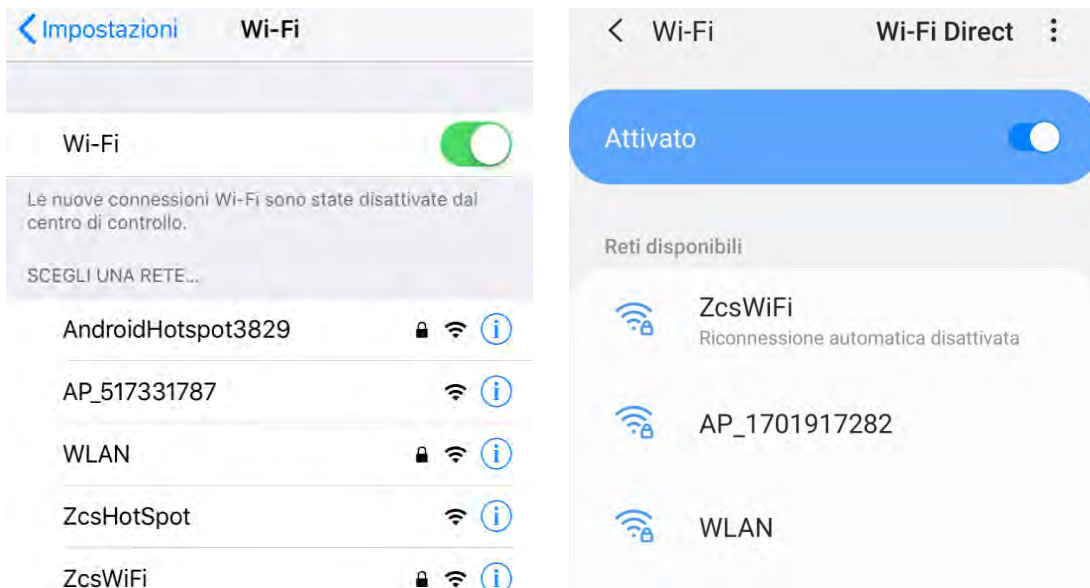 Impostazioni Wi-Fi
Wi-Fi
Le nuove connessioni Wi-Fi sono state disattivate dal
centro di controllo.
SCEGLI UNA RETE...
AndroidHotspot3829
AP_517331787
WLAN
ZcsHotSpot
ZcsWiFi
Wi-Fi Wi-Fi Direct
Attivato
Reti disponibili
ZcsWiFi
Riconnessione automatica disattivata
AP_1701917282
WLAN